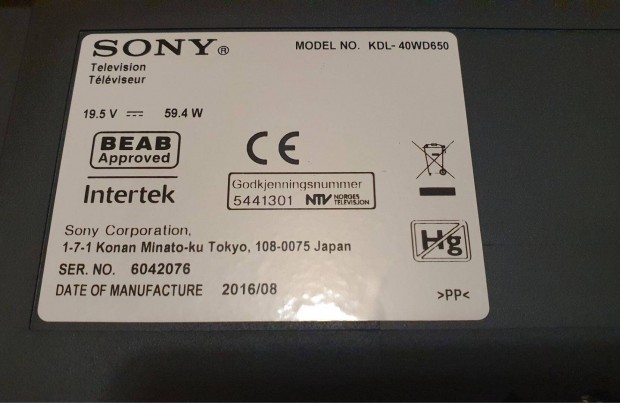 SONY®
MODEL NO. KDL-40WD650
Television
Téléviseur
19.5 V ⎓ 59.4 W
BEAB
Approved
CE
Intertek
Godkjenningsnummer
5441301 NTV NORGES TELEVISJON
Sony Corporation,
1-7-1 Konan Minato-ku Tokyo, 108-0075 Japan
Hg
SER. NO. 6042076
DATE OF MANUFACTURE 2016/08
>PP<